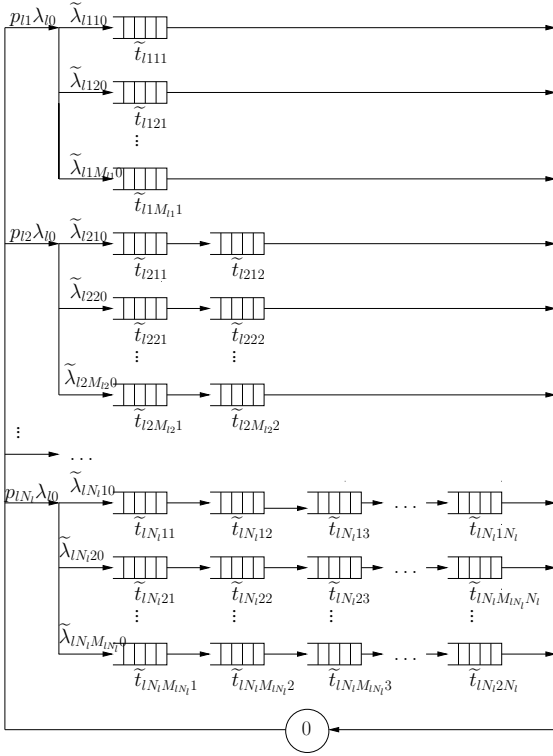 p_{l1}λ_{l0} λ̃_{l110}
t̃_{l111}
λ̃_{l120}
t̃_{l121}
⋮
λ̃_{l1M_{l1}0}
t̃_{l1M_{l1}1}
p_{l2}λ_{l0} λ̃_{l210}
t̃_{l211} t̃_{l212}
λ̃_{l220}
t̃_{l221} t̃_{l222}
⋮ ⋮
λ̃_{l2M_{l2}0}
t̃_{l2M_{l2}1} t̃_{l2M_{l2}2}
⋮
...
p_{lN_l}λ_{l0} λ̃_{lN_l10}
...
t̃_{lN_l11} t̃_{lN_l12} t̃_{lN_l13} t̃_{lN_l1N_l}
λ̃_{lN_l20}
...
t̃_{lN_l21} t̃_{lN_l22} t̃_{lN_l23} t̃_{lN_lM_{lN_l}N_l}
⋮ ⋮ ⋮ ⋮
λ̃_{lN_lM_{lN_l}0}
...
t̃_{lN_lM_{lN_l}1} t̃_{lN_lM_{lN_l}2} t̃_{lN_lM_{lN_l}3} t̃_{lN_l2N_l}
0